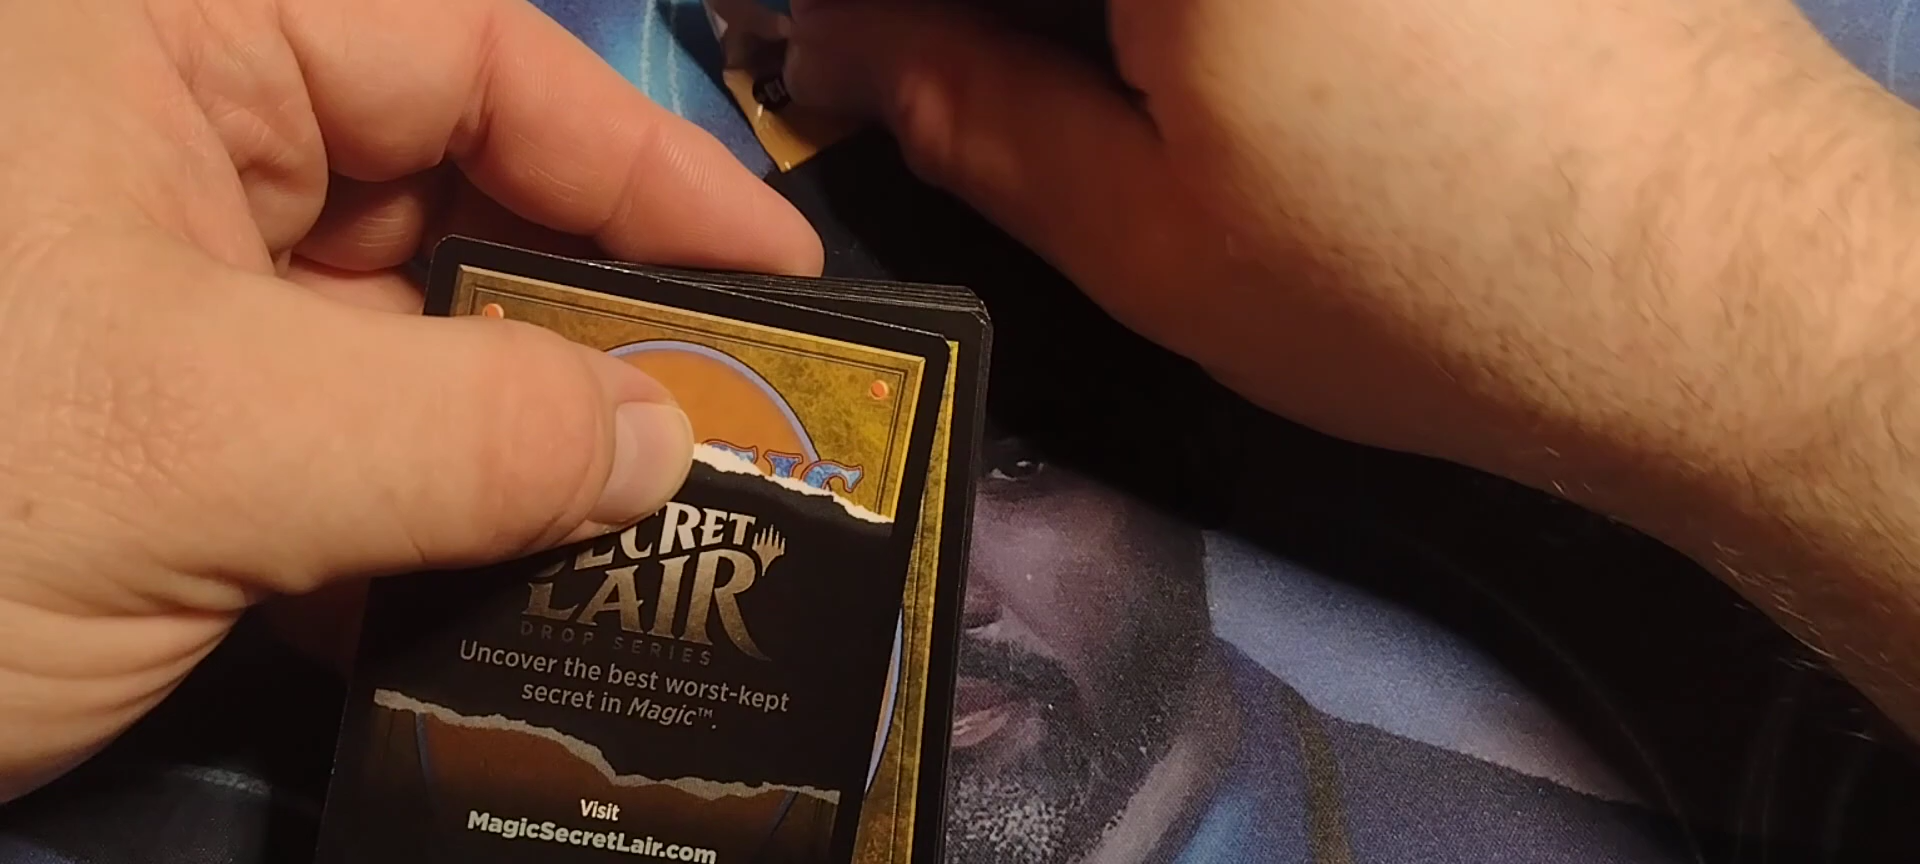 SECRET
LAIR
DROP SERIES
Uncover the best worst-kept
secret in Magic™.
Visit
MagicSecretLair.com